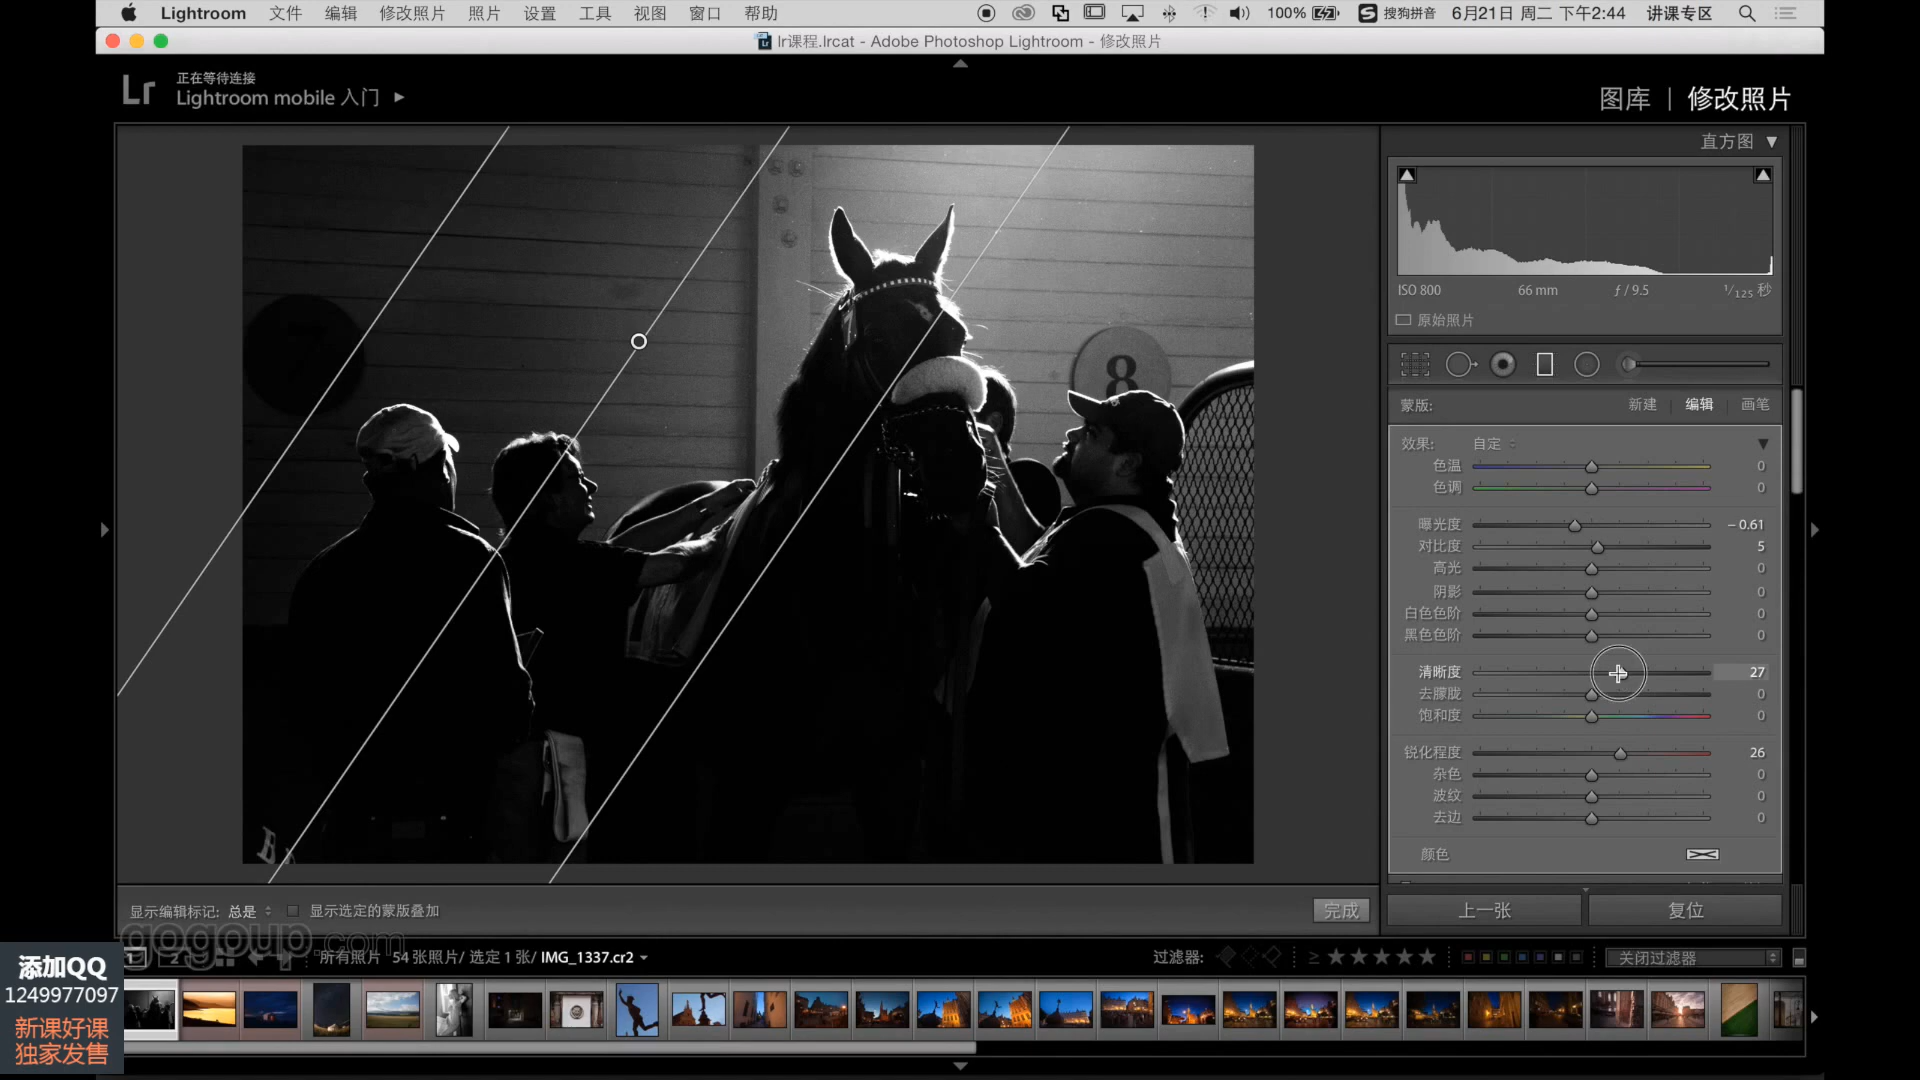 Lightroom 文件 编辑 修改照片 照片 设置 工具 视图 窗口 帮助 100% 搜狗拼音 6月21日 周二 下午2:44 讲课专区
lr课程.lrcat - Adobe Photoshop Lightroom - 修改照片
Lr 正在等待连接
Lightroom mobile 入门
图库 | 修改照片
直方图
ISO 800 66 mm ƒ / 9.5 1/125 秒
原始照片
蒙版: 新建 编辑 画笔
效果: 自定
色温 0
色调 0
曝光度 – 0.61
对比度 5
高光 0
阴影 0
白色色阶 0
黑色色阶 0
清晰度 27
去朦胧 0
饱和度 0
锐化程度 26
杂色 0
波纹 0
去边 0
颜色
8
显示编辑标记: 总是 显示选定的蒙版叠加 完成 上一张 复位
gogoup.com
1 2 所有照片 54 张照片/ 选定 1 张/ IMG_1337.cr2 过滤器: ≥ ★★★★★ 关闭过滤器
添加QQ
1249977097
新课好课
独家发售